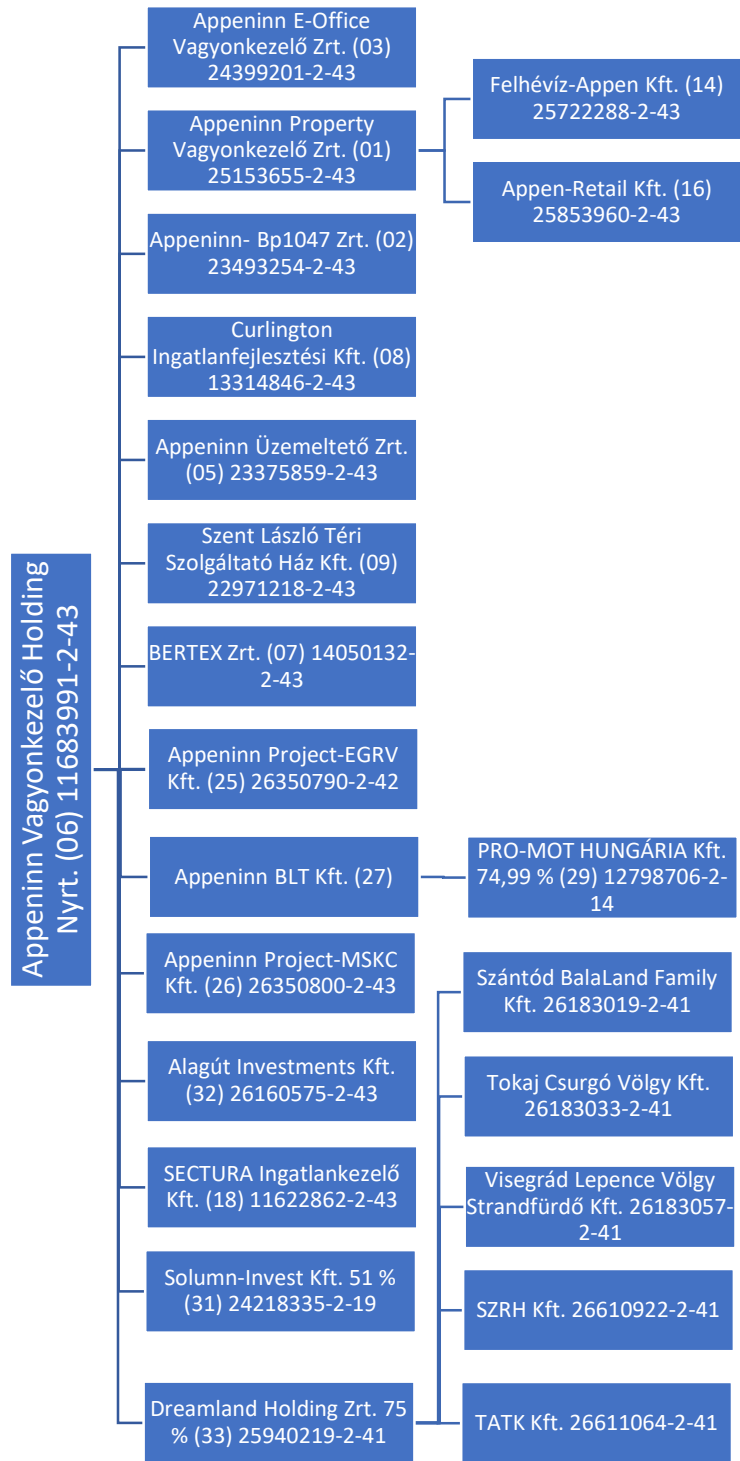 Appeninn Vagyonkezelő Holding
Nyrt. (06) 11683991-2-43
Appeninn E-Office
Vagyonkezelő Zrt. (03)
24399201-2-43
Appeninn Property
Vagyonkezelő Zrt. (01)
25153655-2-43
Felhévíz-Appen Kft. (14)
25722288-2-43
Appen-Retail Kft. (16)
25853960-2-43
Appeninn- Bp1047 Zrt. (02)
23493254-2-43
Curlington
Ingatlanfejlesztési Kft. (08)
13314846-2-43
Appeninn Üzemeltető Zrt.
(05) 23375859-2-43
Szent László Téri
Szolgáltató Ház Kft. (09)
22971218-2-43
BERTEX Zrt. (07) 14050132-
2-43
Appeninn Project-EGRV
Kft. (25) 26350790-2-42
Appeninn BLT Kft. (27)
PRO-MOT HUNGÁRIA Kft.
74,99 % (29) 12798706-2-
14
Appeninn Project-MSKC
Kft. (26) 26350800-2-43
Alagút Investments Kft.
(32) 26160575-2-43
SECTURA Ingatlankezelő
Kft. (18) 11622862-2-43
Solumn-Invest Kft. 51 %
(31) 24218335-2-19
Dreamland Holding Zrt. 75
% (33) 25940219-2-41
Szántód BalaLand Family
Kft. 26183019-2-41
Tokaj Csurgó Völgy Kft.
26183033-2-41
Visegrád Lepence Völgy
Strandfürdő Kft. 26183057-
2-41
SZRH Kft. 26610922-2-41
TATK Kft. 26611064-2-41